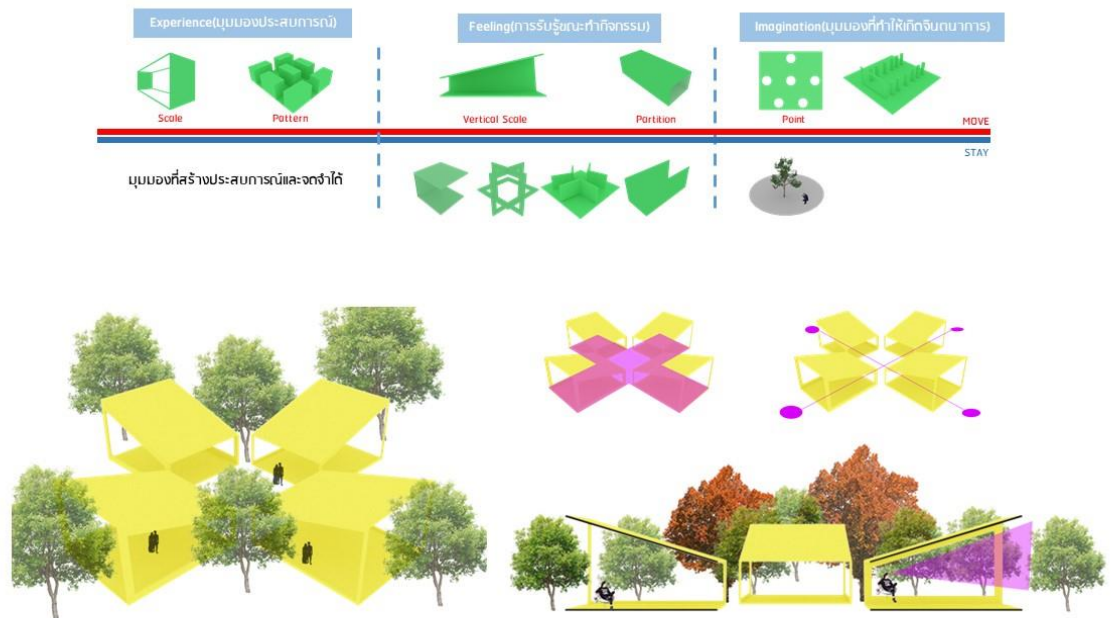 Experience(มุมมองประสบการณ์)
Feeling(การรับรู้ขณะทำกิจกรรม)
Imagination(มุมมองที่ทำให้เกิดจินตนาการ)
Scale
Pattern
Vertical Scale
Partition
Point
MOVE
STAY
มุมมองที่สร้างประสบการณ์และจดจำได้